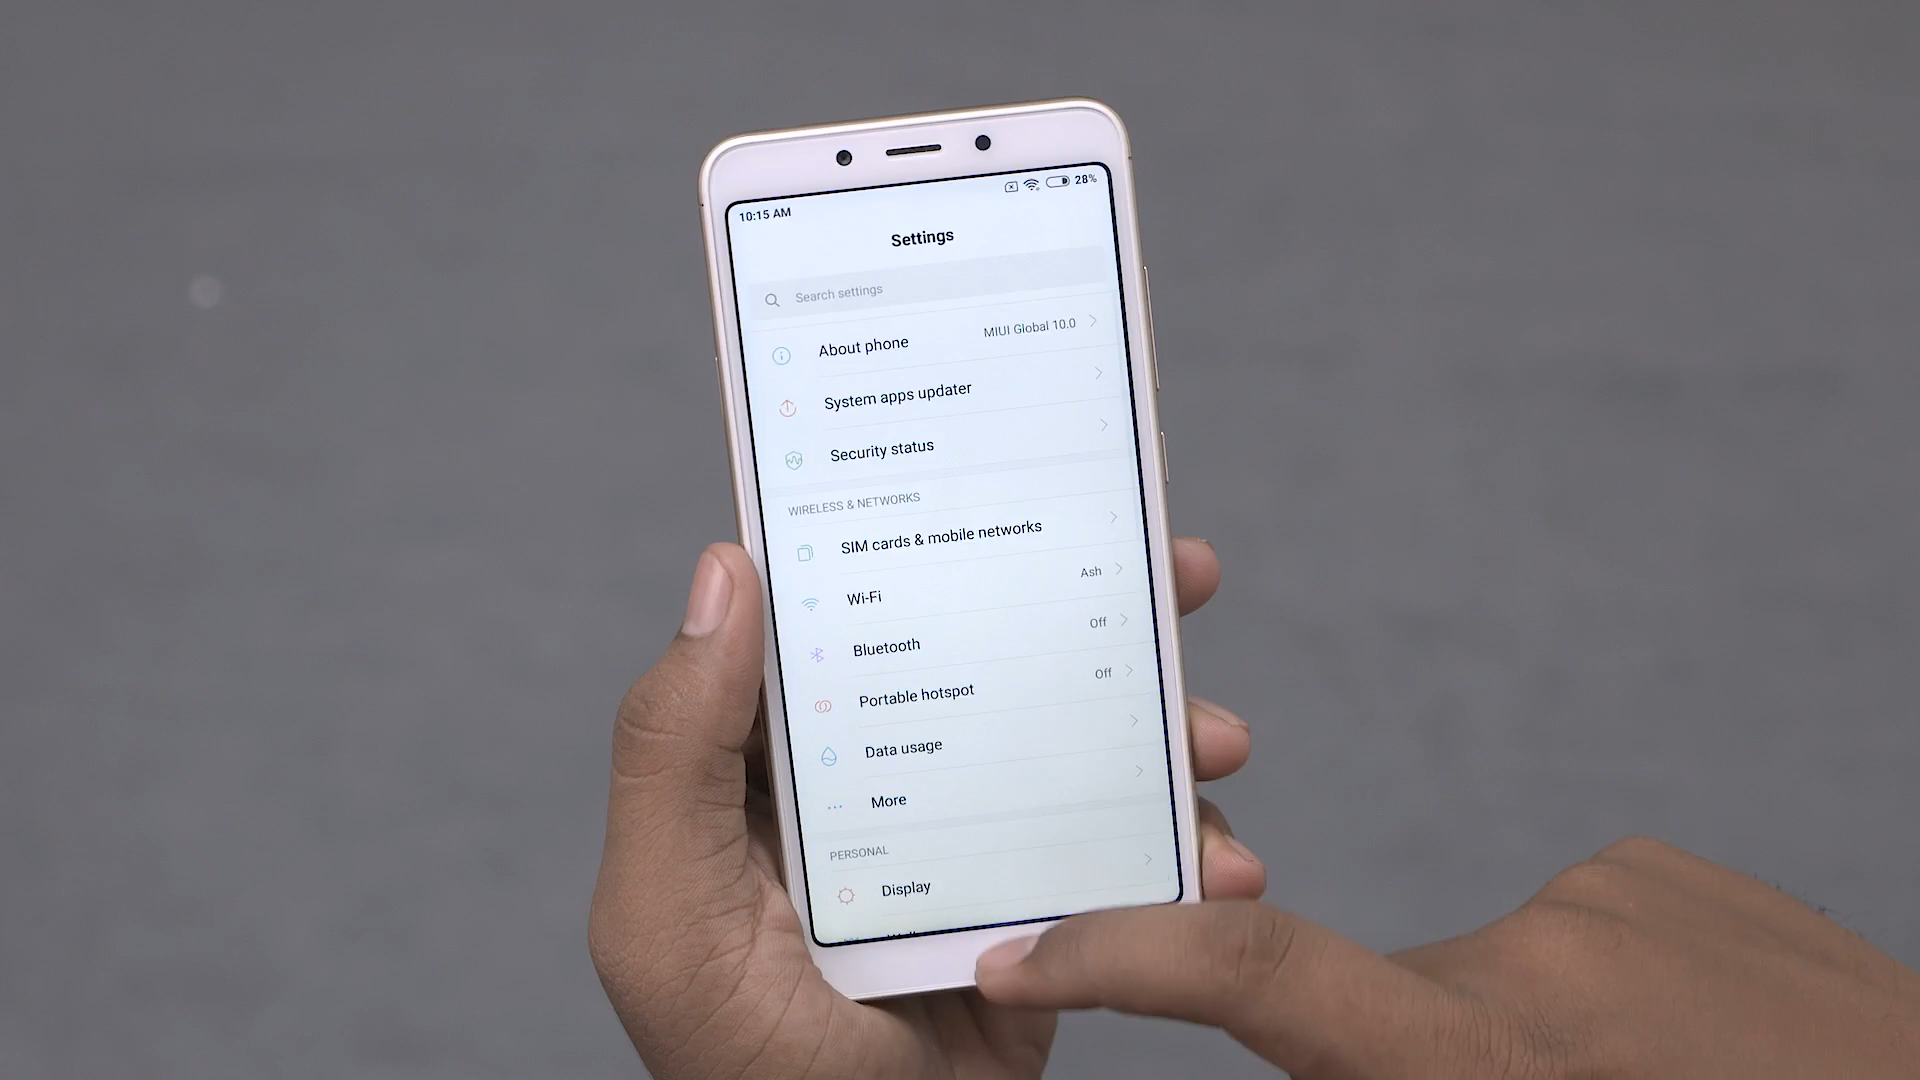 10:15 AM
28%
Settings
Search settings
About phone MIUI Global 10.0
System apps updater
Security status
WIRELESS & NETWORKS
SIM cards & mobile networks
Wi-Fi Ash
Bluetooth Off
Portable hotspot Off
Data usage
More
PERSONAL
Display